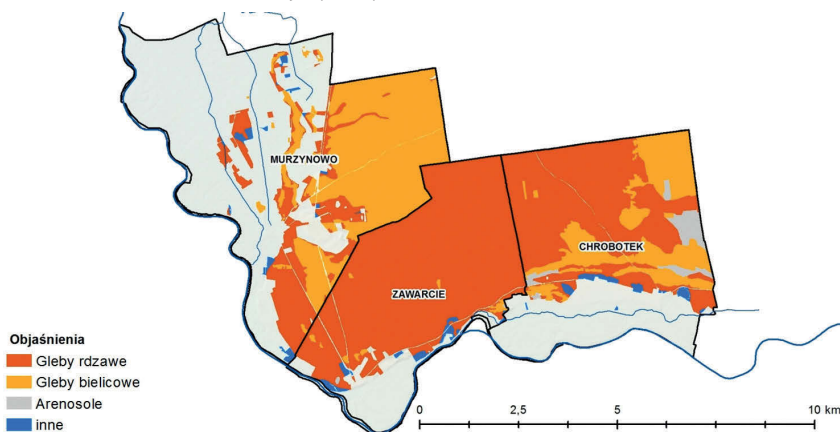 MURZYNOWO
CHROBOTEK
ZAWARCIE
Objaśnienia
Gleby rdzawe
Gleby bielicowe
Arenosole
inne
0 2,5 5 10 km